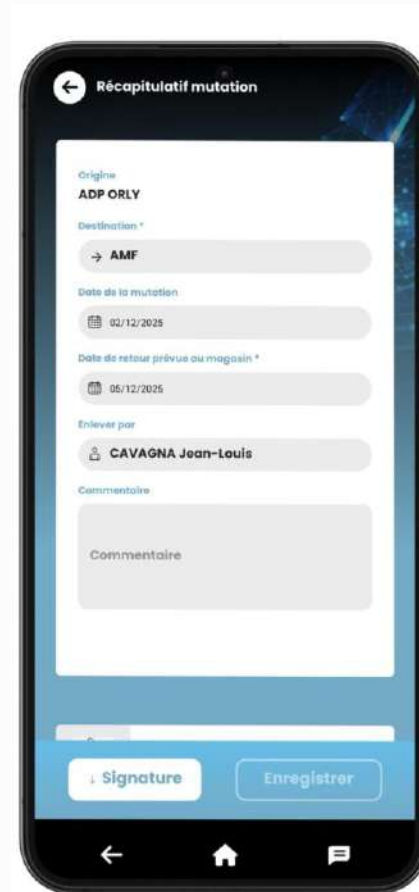 Récapitulatif mutation
Origine
ADP ORLY
Destination *
→ AMF
Date de la mutation
02/12/2025
Date de retour prévue au magasin *
05/12/2025
Enlever par
CAVAGNA Jean-Louis
Commentaire
Commentaire
↓ Signature
Enregistrer